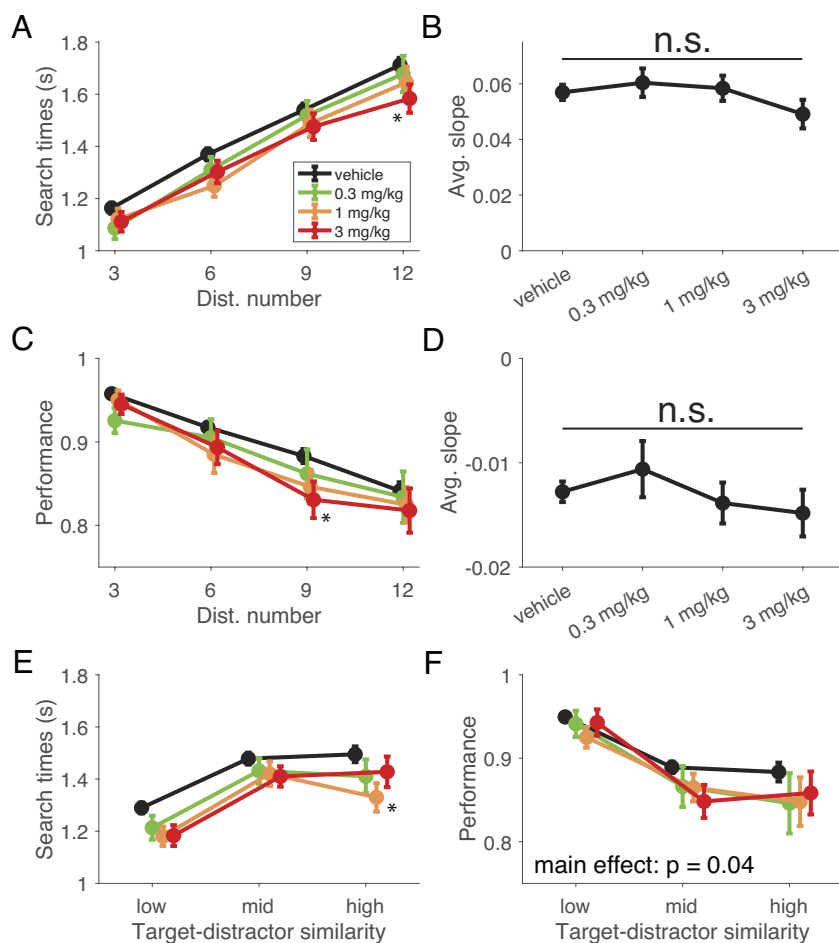 A
Search times (s)
1.8
1.6
1.4
1.2
1
3
6
9
12
Dist. number
vehicle
0.3 mg/kg
1 mg/kg
3 mg/kg
*
B
n.s.
Avg. slope
0.06
0.04
0.02
0
vehicle
0.3 mg/kg
1 mg/kg
3 mg/kg
C
Performance
1
0.9
0.8
3
6
9
12
Dist. number
*
D
n.s.
Avg. slope
0
-0.01
-0.02
vehicle
0.3 mg/kg
1 mg/kg
3 mg/kg
E
Search times (s)
1.8
1.6
1.4
1.2
1
low
mid
high
Target-distractor similarity
*
F
Performance
1
0.9
0.8
main effect: p = 0.04
low
mid
high
Target-distractor similarity